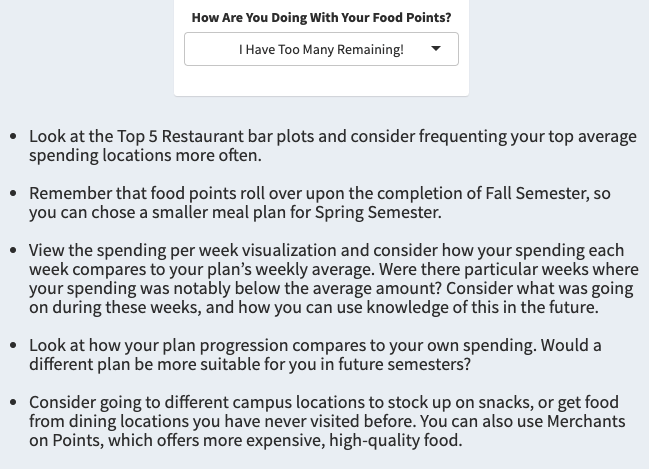 How Are You Doing With Your Food Points?
I Have Too Many Remaining!
• Look at the Top 5 Restaurant bar plots and consider frequenting your top average
spending locations more often.
• Remember that food points roll over upon the completion of Fall Semester, so
you can chose a smaller meal plan for Spring Semester.
• View the spending per week visualization and consider how your spending each
week compares to your plan’s weekly average. Were there particular weeks where
your spending was notably below the average amount? Consider what was going
on during these weeks, and how you can use knowledge of this in the future.
• Look at how your plan progression compares to your own spending. Would a
different plan be more suitable for you in future semesters?
• Consider going to different campus locations to stock up on snacks, or get food
from dining locations you have never visited before. You can also use Merchants
on Points, which offers more expensive, high-quality food.